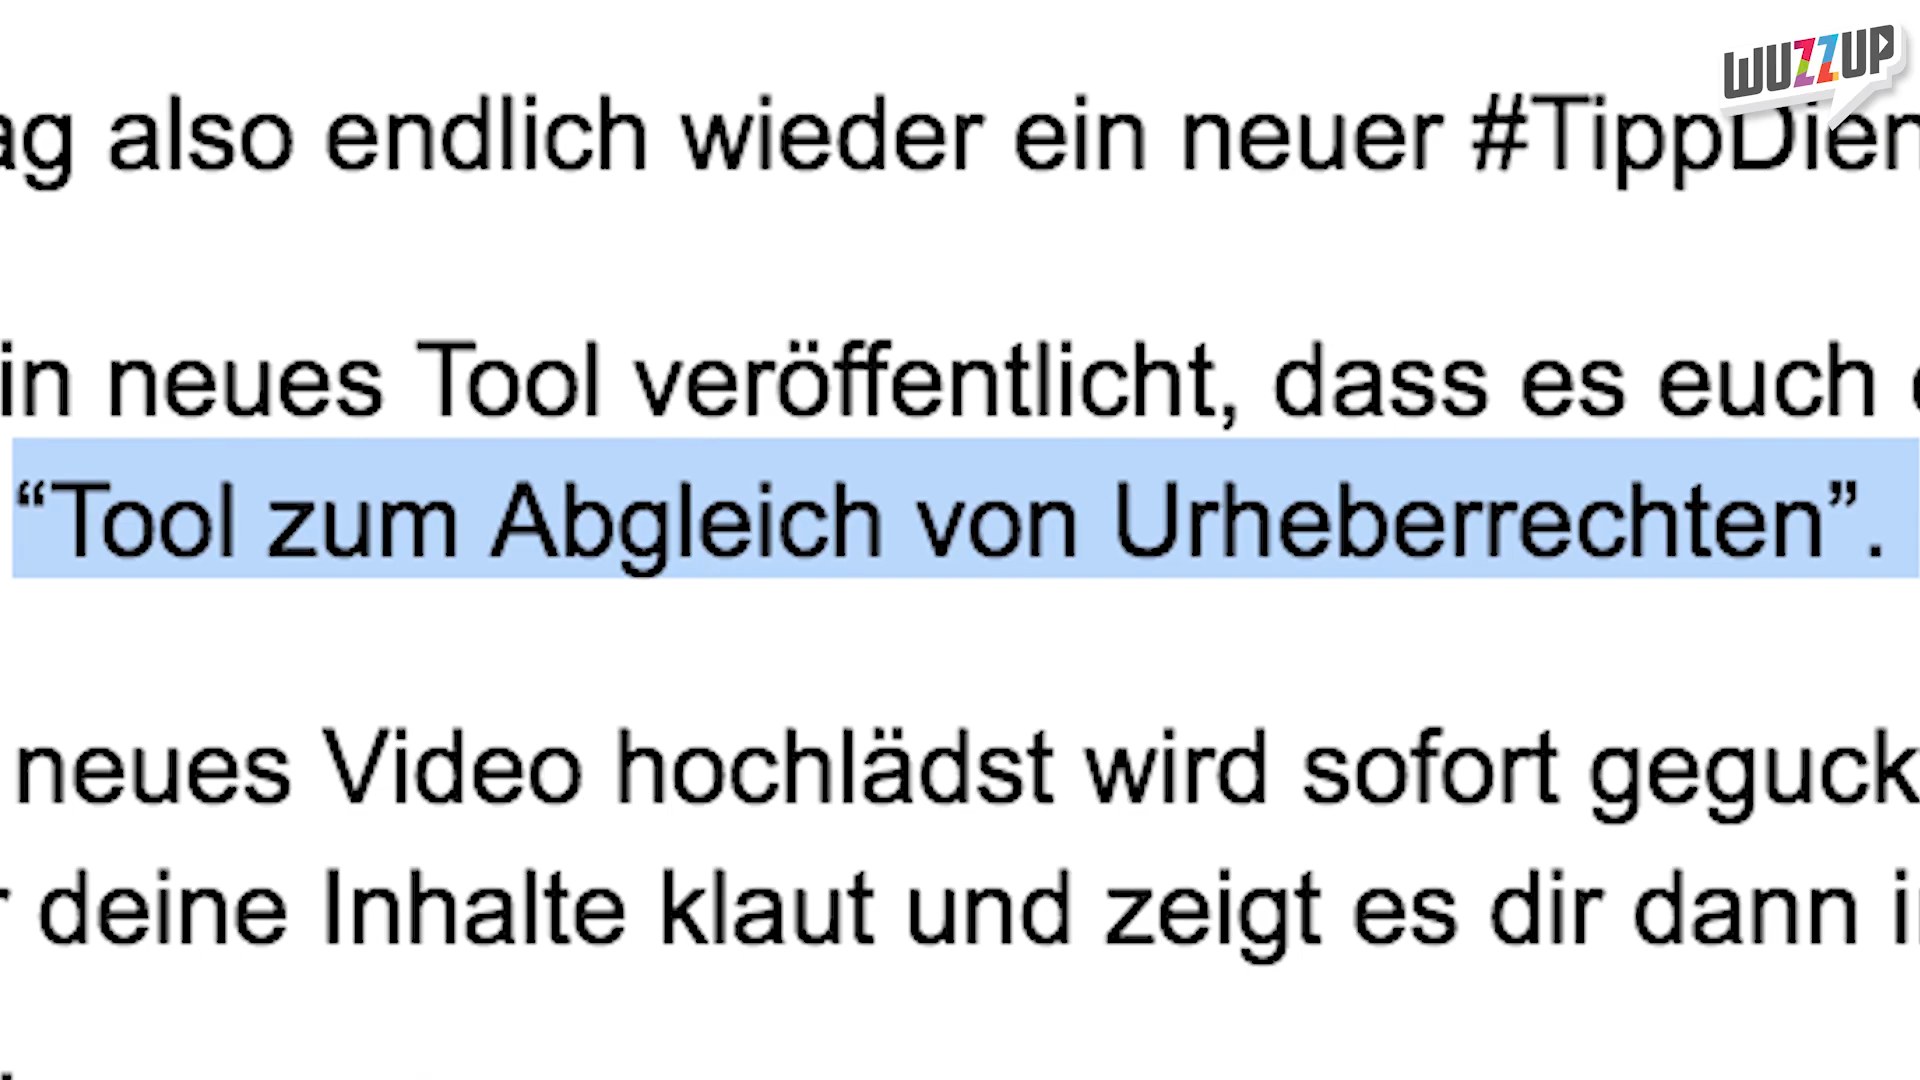 WUZZUP
ag also endlich wieder ein neuer #TippDien
in neues Tool veröffentlicht, dass es euch
“Tool zum Abgleich von Urheberrechten”.
neues Video hochlädst wird sofort geguck
r deine Inhalte klaut und zeigt es dir dann i